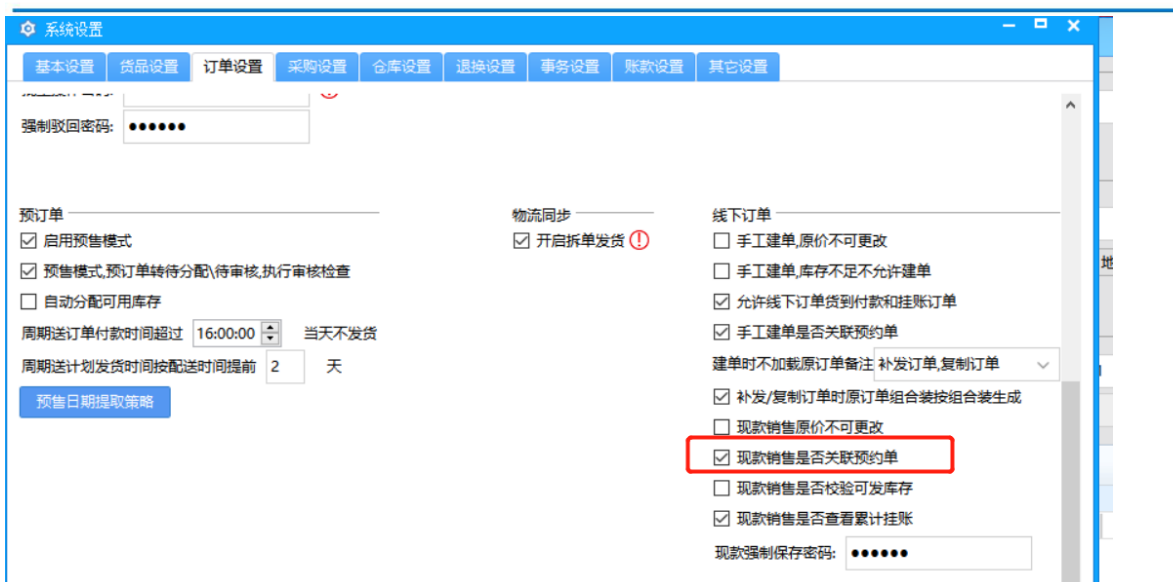 系统设置
基本设置 货品设置 订单设置 采购设置 仓库设置 退换设置 事务设置 账款设置 其它设置
强制驳回密码: ●●●●●●
预订单
启用预售模式
预售模式,预订单转待分配\待审核,执行审核检查
自动分配可用库存
周期送订单付款时间超过 16:00:00 当天不发货
周期送计划发货时间按配送时间提前 2 天
预售日期提取策略
物流同步
开启拆单发货
线下订单
手工建单,原价不可更改
手工建单,库存不足不允许建单
允许线下订单货到付款和挂账订单
手工建单是否关联预约单
建单时不加载原订单备注 补发订单,复制订单
补发/复制订单时原订单组合装按组合装生成
现款销售原价不可更改
现款销售是否关联预约单
现款销售是否校验可发库存
现款销售是否查看累计挂账
现款强制保存密码: ●●●●●●